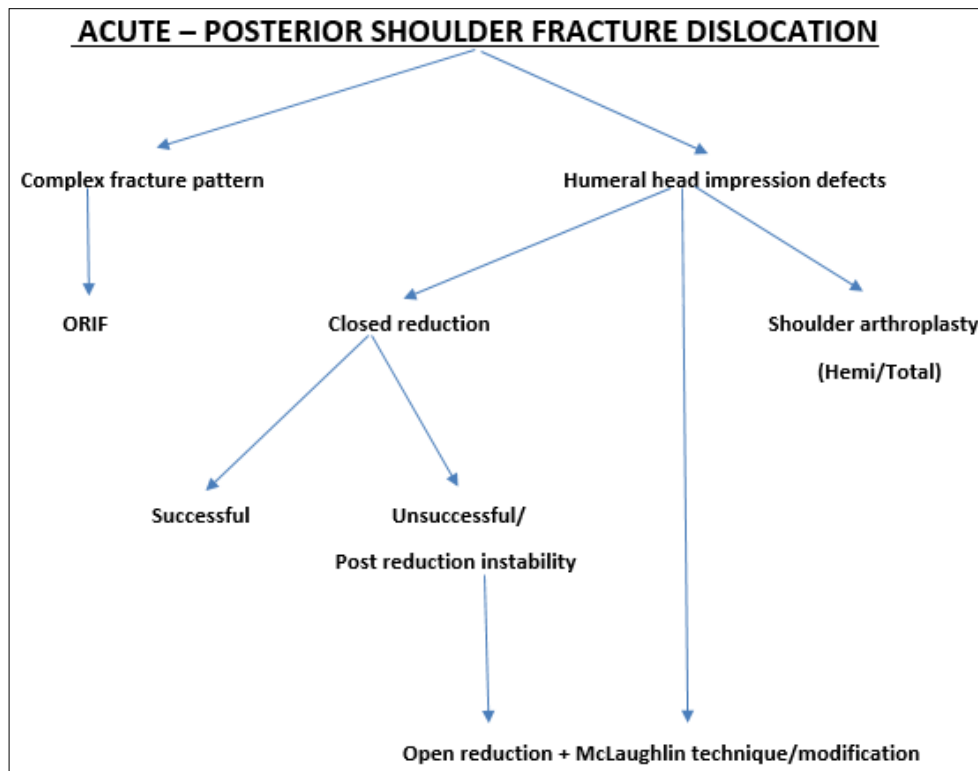 ACUTE – POSTERIOR SHOULDER FRACTURE DISLOCATION
Complex fracture pattern
Humeral head impression defects
ORIF
Closed reduction
Shoulder arthroplasty
(Hemi/Total)
Successful
Unsuccessful/
Post reduction instability
Open reduction + McLaughlin technique/modification